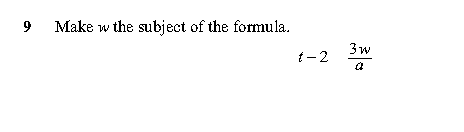 9 Make w the subject of the formula.
t – 2 3w
a